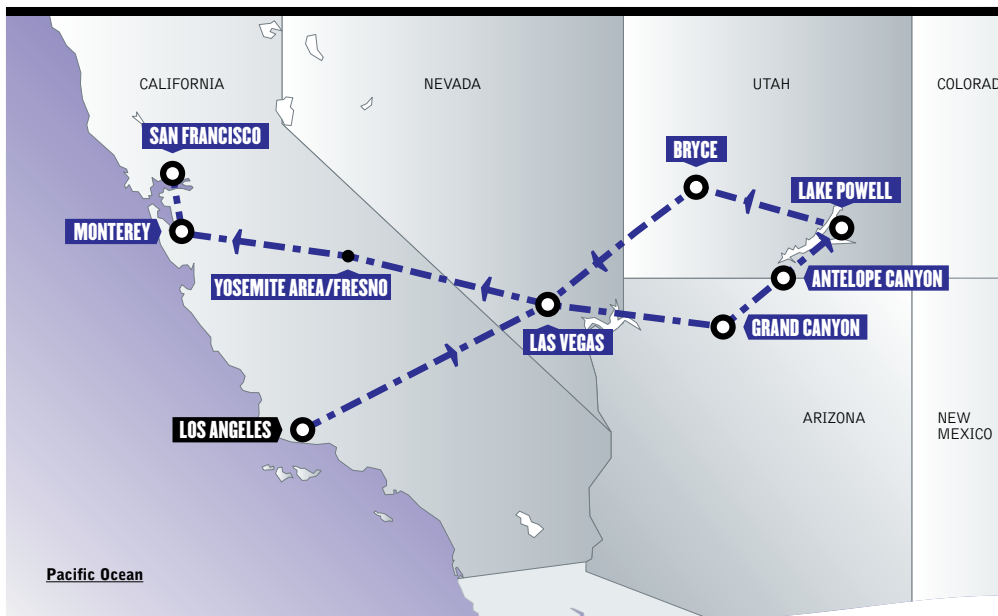 CALIFORNIA
NEVADA
UTAH
COLORAD
SAN FRANCISCO
BRYCE
LAKE POWELL
MONTEREY
YOSEMITE AREA/FRESNO
ANTELOPE CANYON
LAS VEGAS
GRAND CANYON
LOS ANGELES
ARIZONA
NEW
MEXICO
Pacific Ocean